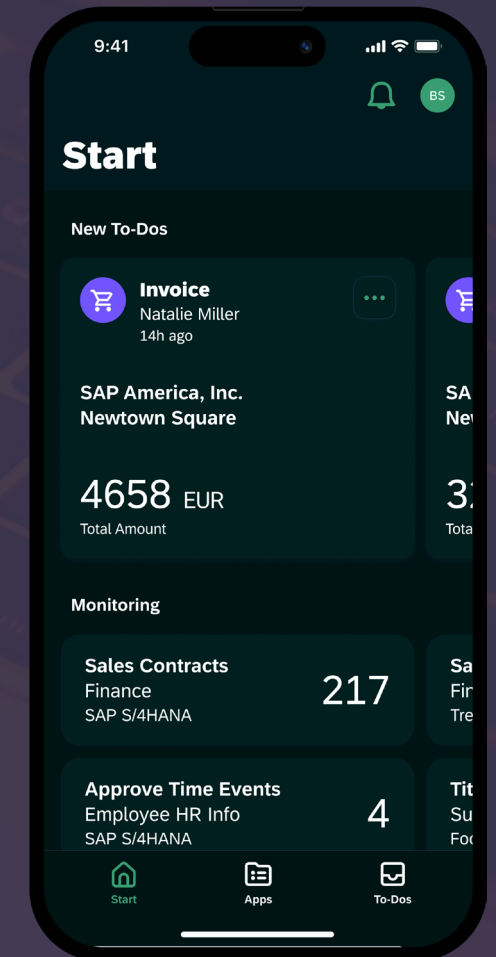 9:41
BS
Start
New To-Dos
Invoice
Natalie Miller
14h ago
SAP America, Inc.
Newtown Square
4658 EUR
Total Amount
Monitoring
Sales Contracts
Finance
SAP S/4HANA
217
Approve Time Events
Employee HR Info
SAP S/4HANA
4
Start
Apps
To-Dos